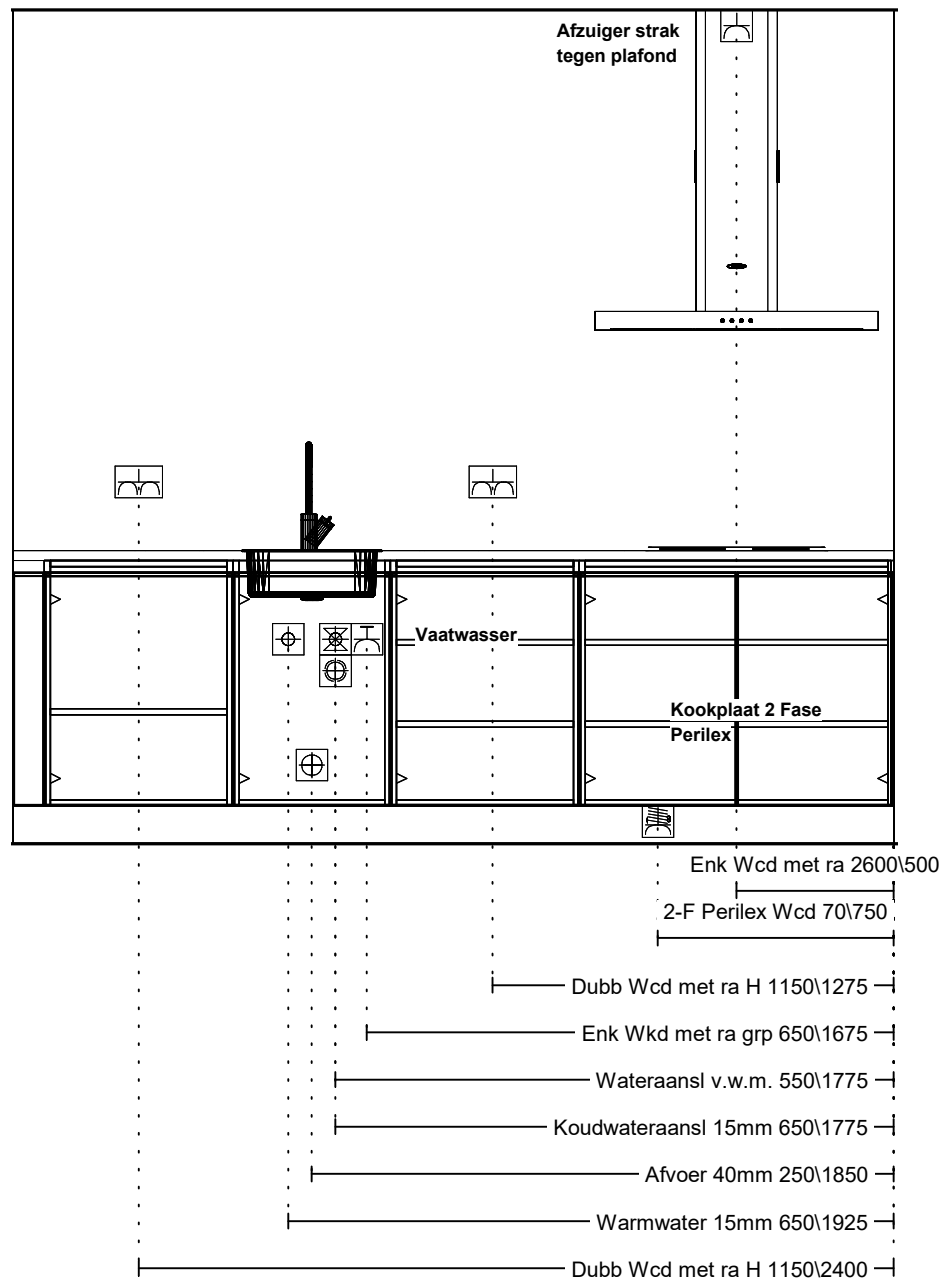 Afzuiger strak
tegen plafond
Vaatwasser
Kookplaat 2 Fase
Perilex
Enk Wcd met ra 2600\500
2-F Perilex Wcd 70\750
Dubb Wcd met ra H 1150\1275
Enk Wkd met ra grp 650\1675
Wateraansl v.w.m. 550\1775
Koudwateraansl 15mm 650\1775
Afvoer 40mm 250\1850
Warmwater 15mm 650\1925
Dubb Wcd met ra H 1150\2400